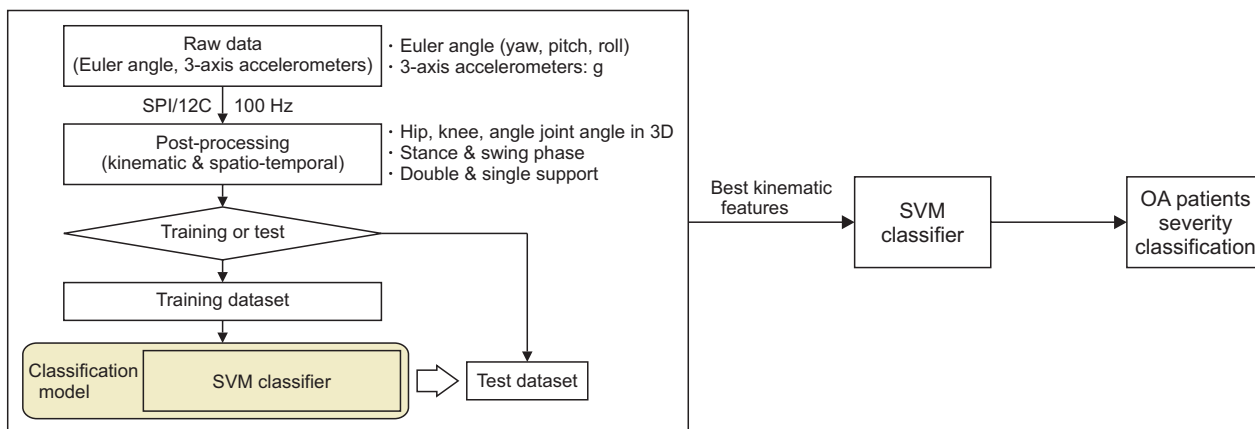 Raw data
(Euler angle, 3-axis accelerometers)
· Euler angle (yaw, pitch, roll)
· 3-axis accelerometers: g
SPI/12C
100 Hz
Post-processing
(kinematic & spatio-temporal)
· Hip, knee, angle joint angle in 3D
· Stance & swing phase
· Double & single support
Training or test
Training dataset
Classification
model
SVM classifier
Test dataset
Best kinematic
features
SVM
classifier
OA patients
severity
classification